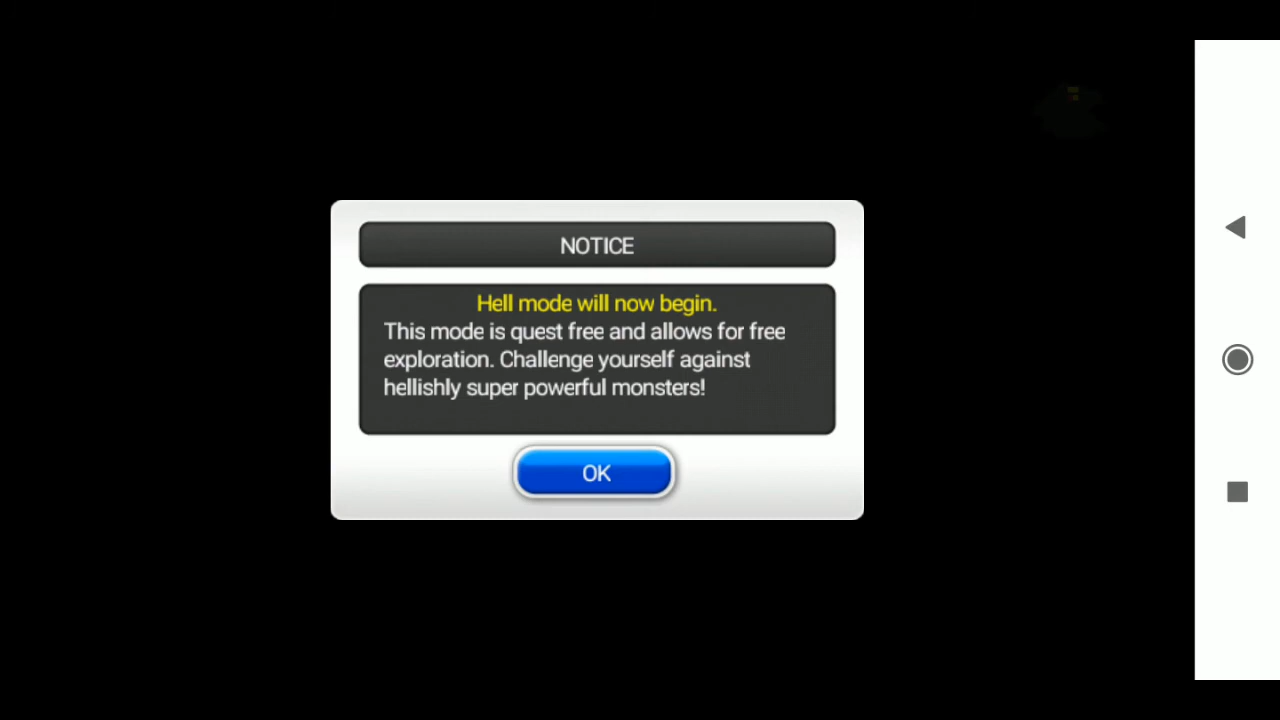 NOTICE
Hell mode will now begin.
This mode is quest free and allows for free
exploration. Challenge yourself against
hellishly super powerful monsters!
OK